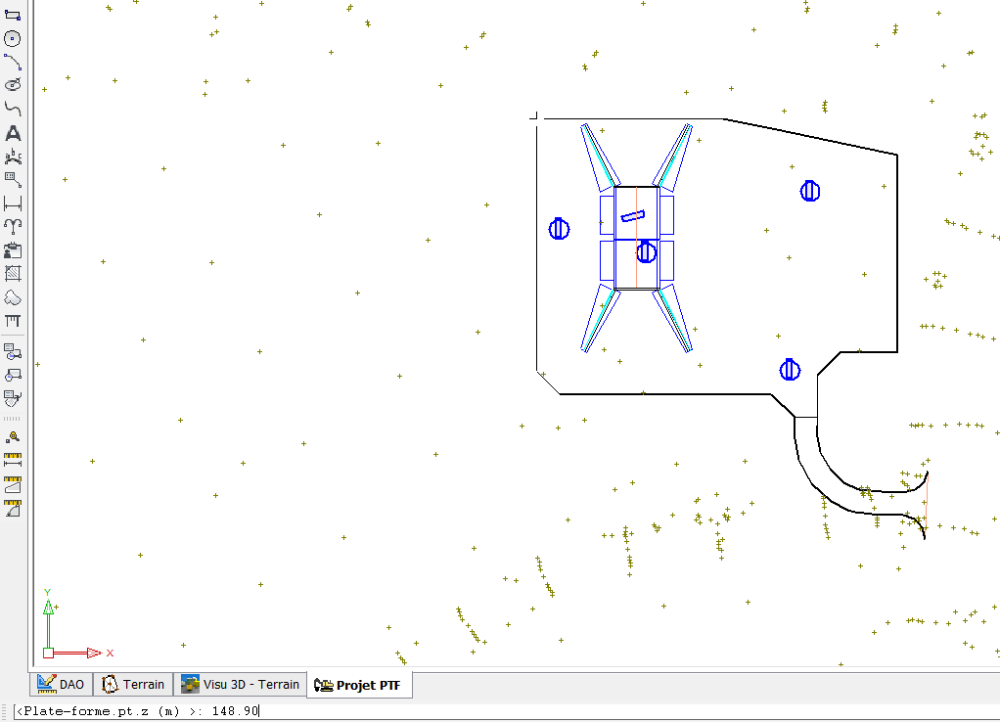 A
Y
X
DAO Terrain Visu 3D - Terrain Projet PTF
<Plate-forme.pt.z (m) >: 148.90